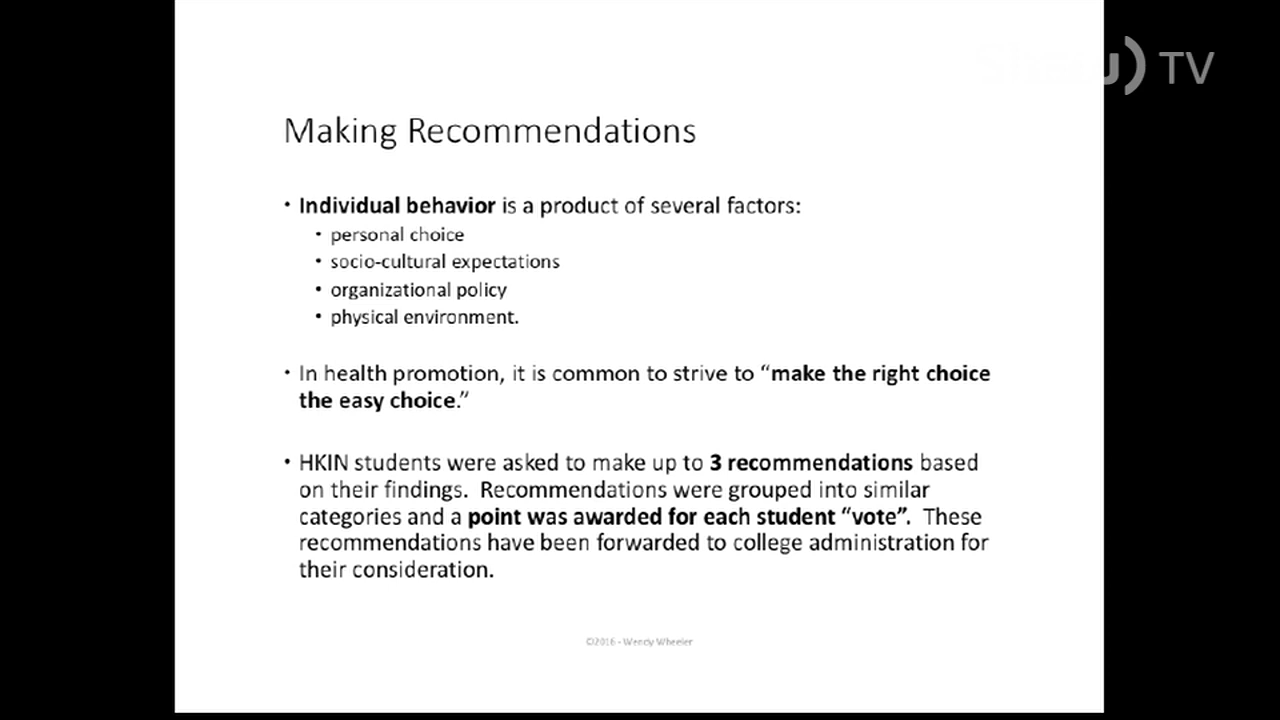 Shaw) TV
Making Recommendations
• Individual behavior is a product of several factors:
• personal choice
• socio-cultural expectations
• organizational policy
• physical environment.
• In health promotion, it is common to strive to “make the right choice
the easy choice.”
• HKIN students were asked to make up to 3 recommendations based
on their findings.  Recommendations were grouped into similar
categories and a point was awarded for each student “vote”.  These
recommendations have been forwarded to college administration for
their consideration.
©2016 - Wendy Wheeler